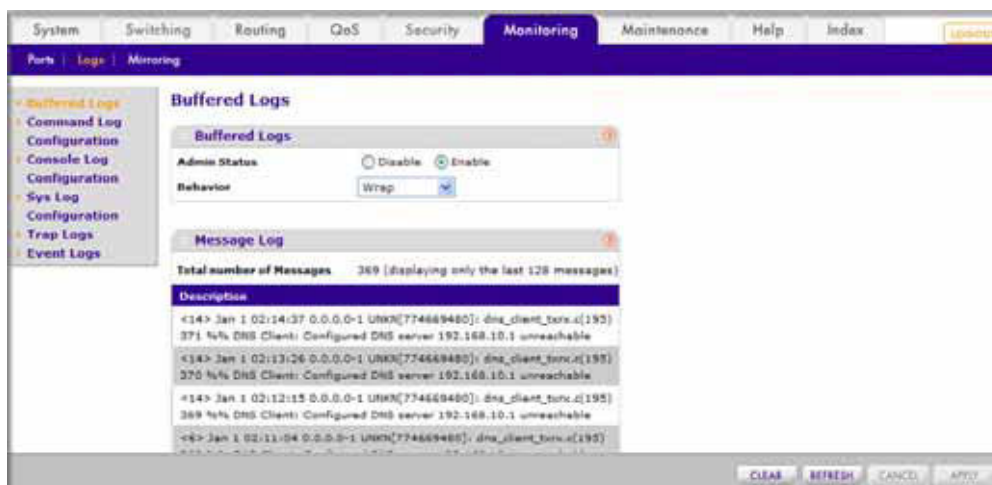 System Switching Routing QoS Security Monitoring Maintenance Help Index LOGOUT
Ports Logs Mirroring
Buffered Logs
Command Log
Configuration
Console Log
Configuration
Sys Log
Configuration
Trap Logs
Event Logs
Buffered Logs
Buffered Logs
Admin Status Disable Enable
Behavior Wrap
Message Log
Total number of Messages 369 (displaying only the last 128 messages)
Description
<14> Jan 1 02:14:37 0.0.0.0-1 UNKN[774669480]: dns_client_txrx.c(195)
371 %% DNS Client: Configured DNS server 192.168.10.1 unreachable
<14> Jan 1 02:13:26 0.0.0.0-1 UNKN[774669480]: dns_client_txrx.c(195)
370 %% DNS Client: Configured DNS server 192.168.10.1 unreachable
<14> Jan 1 02:12:15 0.0.0.0-1 UNKN[774669480]: dns_client_txrx.c(195)
369 %% DNS Client: Configured DNS server 192.168.10.1 unreachable
<6> Jan 1 02:11:04 0.0.0.0-1 UNKN[774669480]: dns_client_txrx.c(195)
CLEAR REFRESH CANCEL APPLY